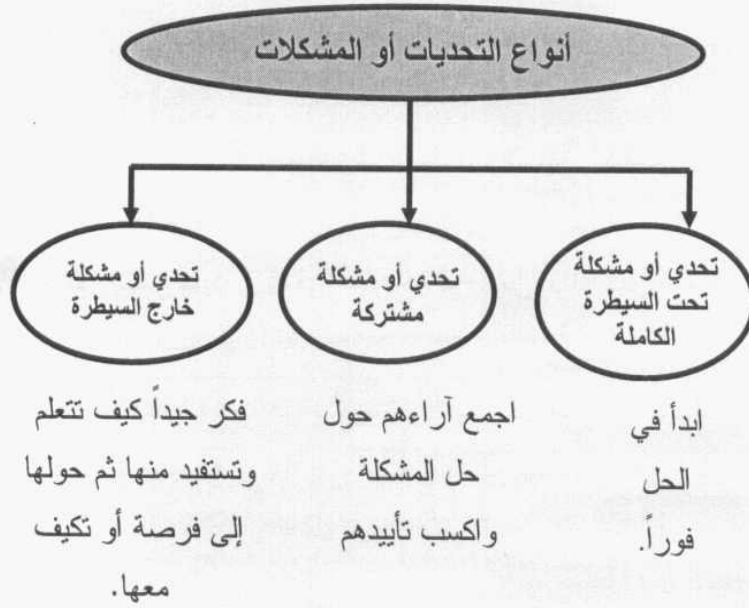 أنواع التحديات أو المشكلات
تحدي أو مشكلة
تحت السيطرة
الكاملة
تحدي أو مشكلة
مشتركة
تحدي أو مشكلة
خارج السيطرة
ابدأ في
الحل
فوراً.
اجمع آراءهم حول
حل المشكلة
واكسب تأييدهم
فكر جيداً كيف تتعلم
وتستفيد منها ثم حولها
إلى فرصة أو تكيف
معها.